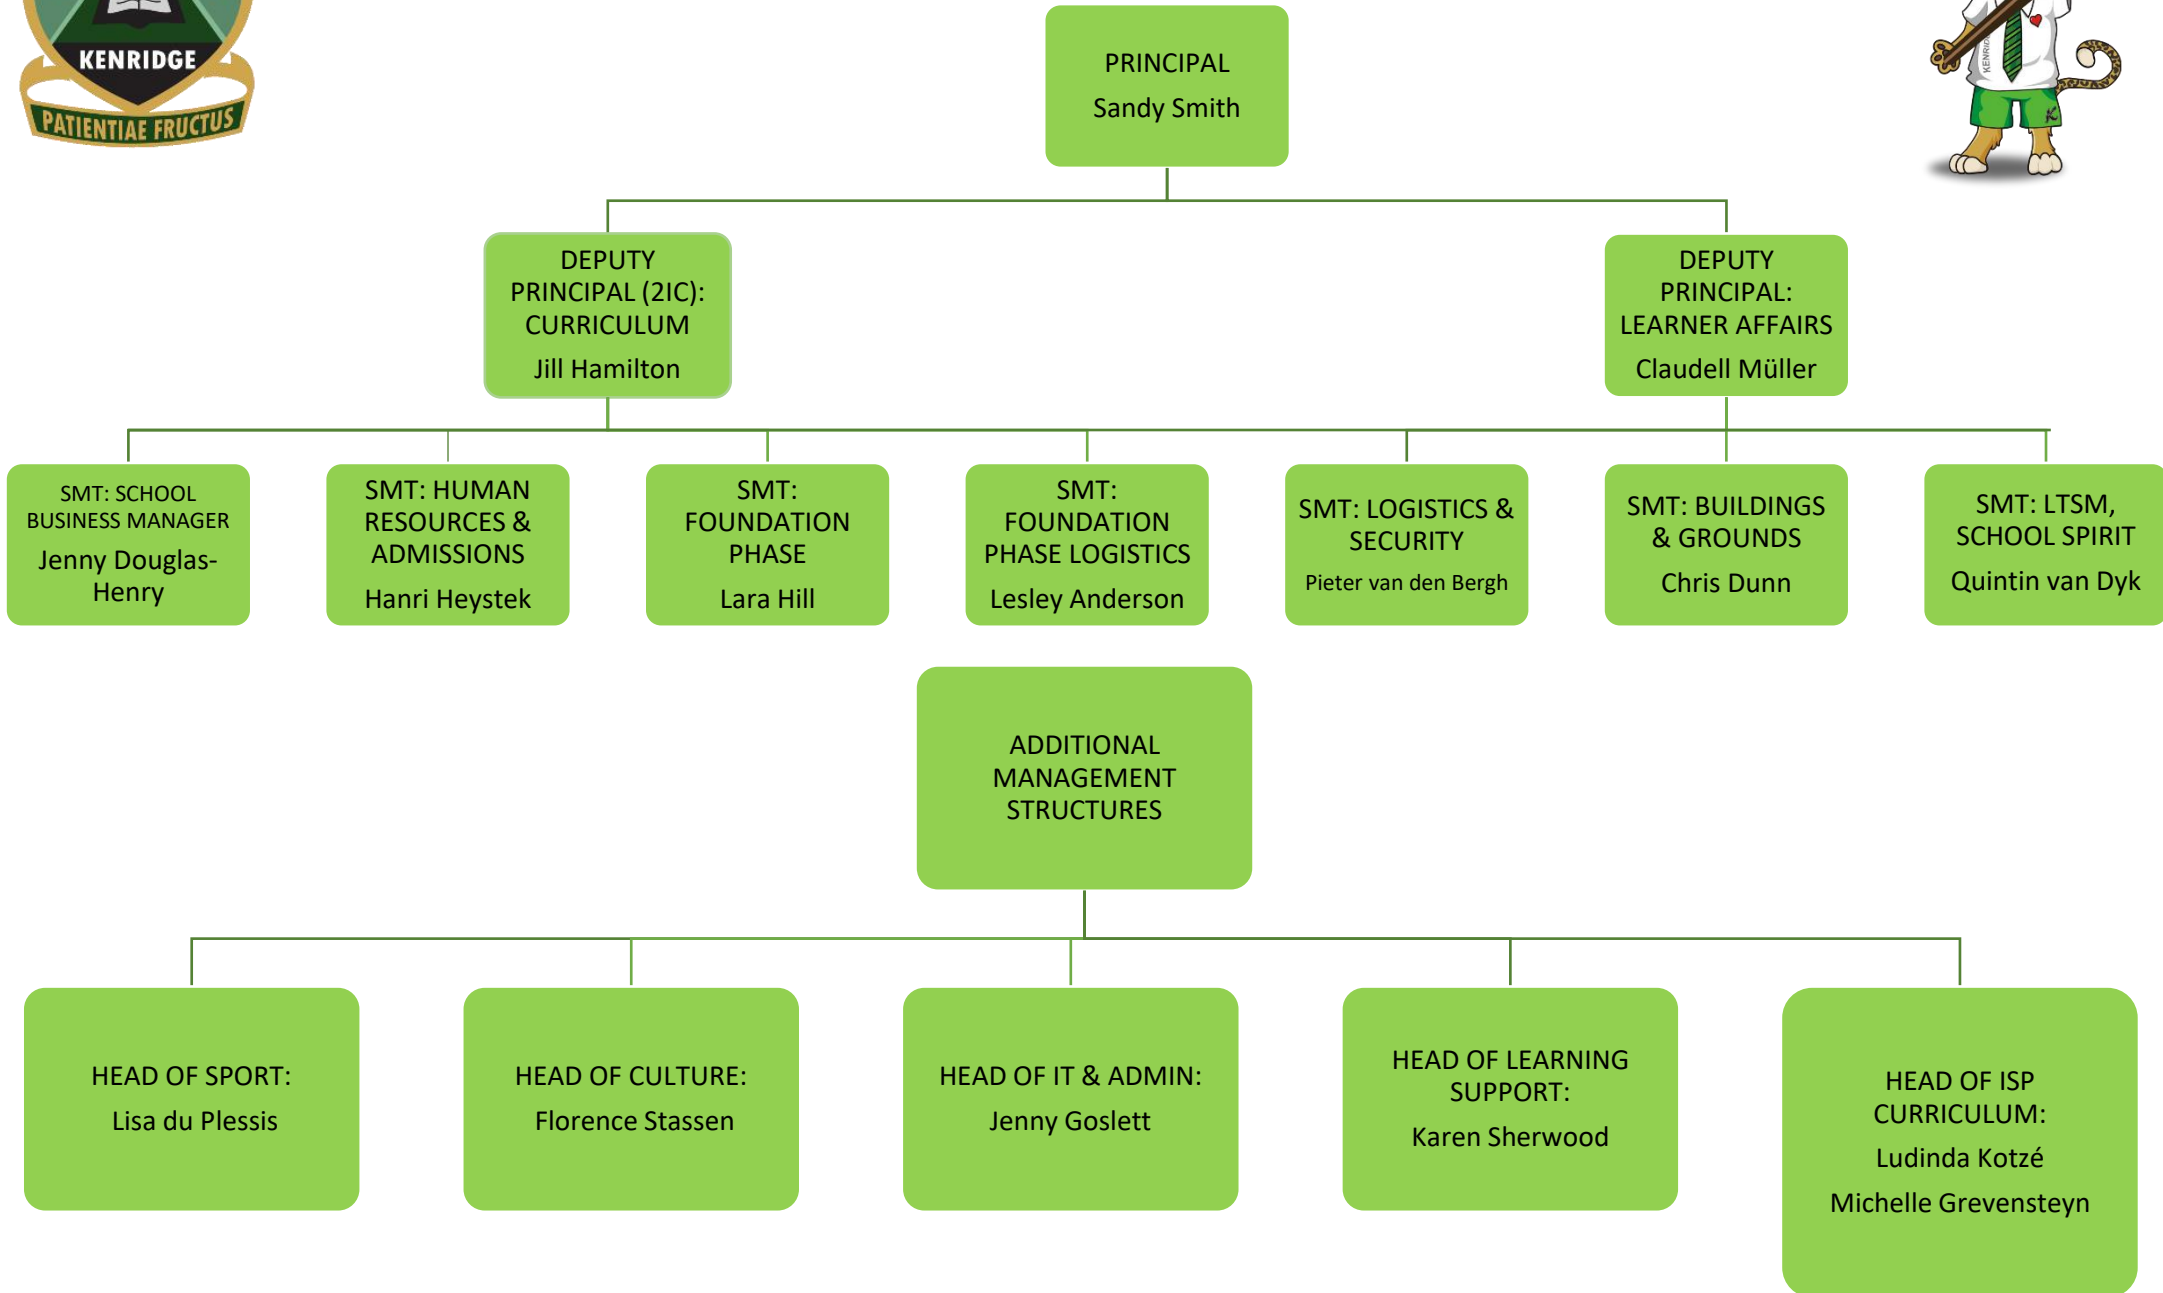 KENRIDGE
PATIENTIAE FRUCTUS
KENRIDGE
K
PRINCIPAL
Sandy Smith
DEPUTY
PRINCIPAL (2IC):
CURRICULUM
Jill Hamilton
DEPUTY
PRINCIPAL:
LEARNER AFFAIRS
Claudell Müller
SMT: SCHOOL
BUSINESS MANAGER
Jenny Douglas-
Henry
SMT: HUMAN
RESOURCES &
ADMISSIONS
Hanri Heystek
SMT:
FOUNDATION
PHASE
Lara Hill
SMT:
FOUNDATION
PHASE LOGISTICS
Lesley Anderson
SMT: LOGISTICS &
SECURITY
Pieter van den Bergh
SMT: BUILDINGS
& GROUNDS
Chris Dunn
SMT: LTSM,
SCHOOL SPIRIT
Quintin van Dyk
ADDITIONAL
MANAGEMENT
STRUCTURES
HEAD OF SPORT:
Lisa du Plessis
HEAD OF CULTURE:
Florence Stassen
HEAD OF IT & ADMIN:
Jenny Goslett
HEAD OF LEARNING
SUPPORT:
Karen Sherwood
HEAD OF ISP
CURRICULUM:
Ludinda Kotzé
Michelle Grevensteyn